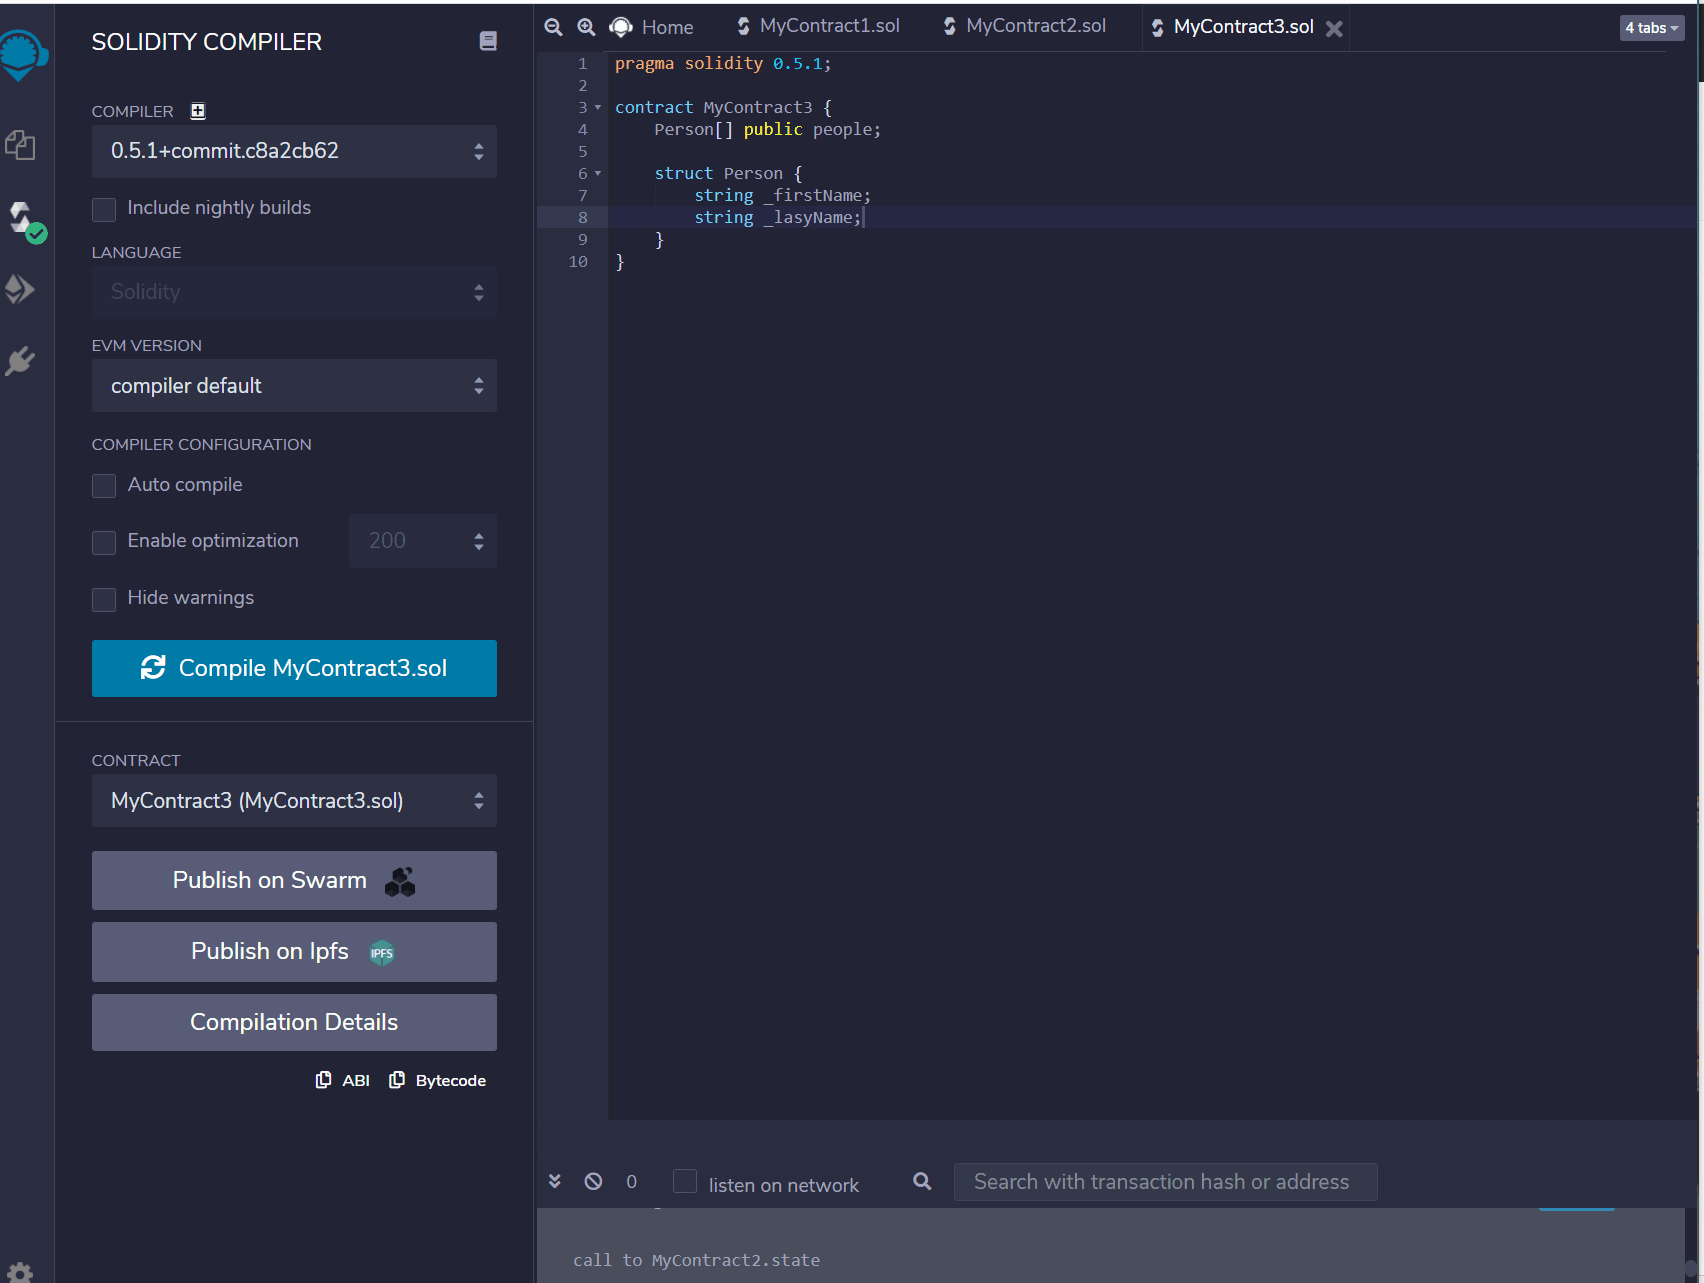 SOLIDITY COMPILER
COMPILER
0.5.1+commit.c8a2cb62
Include nightly builds
LANGUAGE
Solidity
EVM VERSION
compiler default
COMPILER CONFIGURATION
Auto compile
Enable optimization 200
Hide warnings
Compile MyContract3.sol
CONTRACT
MyContract3 (MyContract3.sol)
Publish on Swarm
Publish on Ipfs IPFS
Compilation Details
ABI Bytecode
Home MyContract1.sol MyContract2.sol MyContract3.sol 4 tabs
1 pragma solidity 0.5.1;
2
3 contract MyContract3 {
4 Person[] public people;
5
6 struct Person {
7 string _firstName;
8 string _lasyName;
9 }
10 }
0 listen on network Search with transaction hash or address
call to MyContract2.state